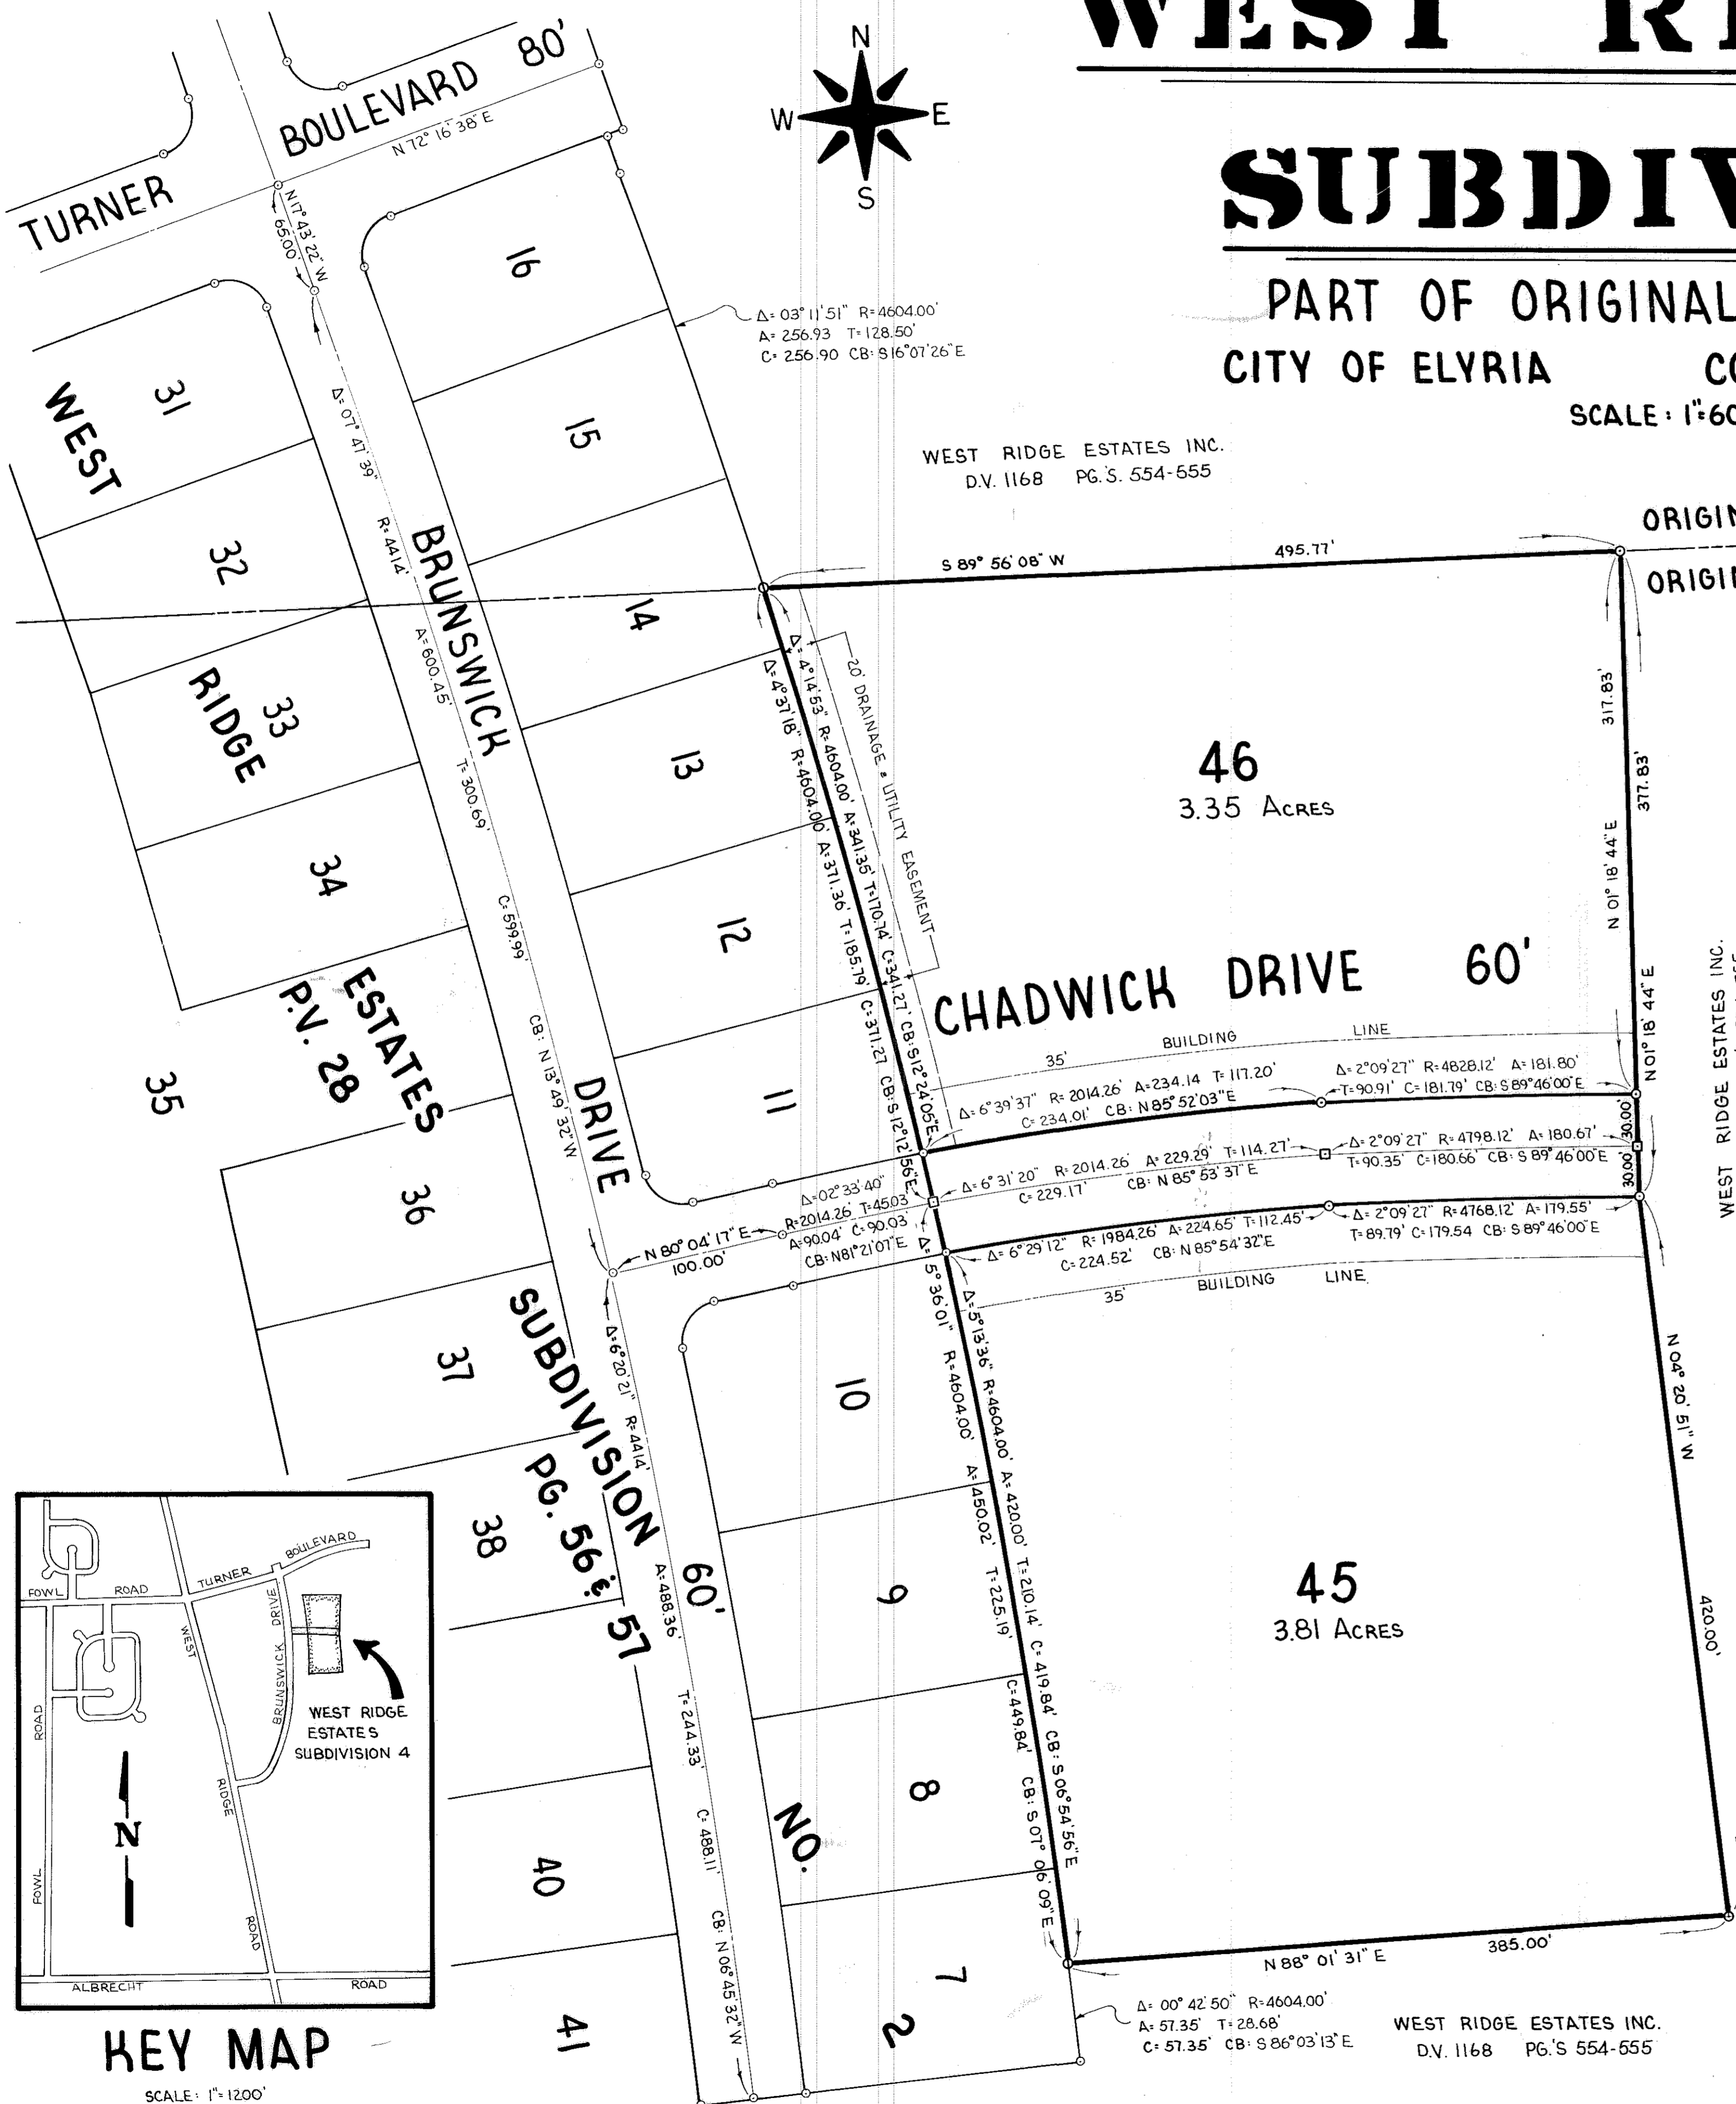 WEST
SUBDIV
PART OF ORIGINAL
CITY OF ELYRIA
SCALE: 1"=60
N
W E
S
TURNER BOULEVARD 80'
N 72° 16' 38" E
N17°43'22" W
65.00'
Δ= 03° 11' 51" R=4604.00'
A= 256.93 T=128.50'
C= 256.90 CB: S16°07'26"E
WEST RIDGE ESTATES INC.
D.V. 1168 PG.'S. 554-555
ORIGIN
ORIGIN
S 89° 56' 08" W 495.77'
16
15
14
13
12
11
10
9
8
7
31
32
33
34
35
36
37
38
40
41
WEST RIDGE ESTATES SUBDIVISION NO. 2
P.V. 28 PG. 56 & 57
BRUNSWICK DRIVE 60'
Δ= 07° 47' 39" R=4414' A=600.45' T=300.69' C=599.99' CB: N 13° 49' 32" W
Δ=4°14'53" R=4604.00' A=341.35' T=170.74' C=341.27' CB:S12°24'05"E
Δ=4°37'18" R=4604.00' A=371.36' T=185.79' C=371.27 CB:S 12°12'56"E
20' DRAINAGE & UTILITY EASEMENT
46
3.35 ACRES
317.83'
377.83'
N 01° 18' 44" E
N 01° 18' 44" E
WEST RIDGE ESTATES INC.
CHADWICK DRIVE 60'
35' BUILDING LINE
Δ=6°39'37" R=2014.26' A=234.14 T=117.20'
C=234.01' CB: N85°52'03"E
Δ=2°09'27" R=4828.12' A=181.80'
T=90.91' C=181.79' CB:S89°46'00"E
30.00'
30.00'
Δ=6°31'20" R=2014.26 A=229.29' T=114.27'
C=229.17' CB: N 85°53'37"E
Δ=2°09'27" R=4798.12' A=180.67'
T=90.35' C=180.66' CB: S 89°46'00"E
Δ=6°29'12" R=1984.26' A=224.65' T=112.45'
C=224.52' CB: N 85°54'32"E
Δ=2°09'27" R=4768.12' A=179.55'
T=89.79' C=179.54 CB: S 89°46'00"E
35' BUILDING LINE
N 80° 04' 17" E
100.00'
Δ=02°33'40"
R=2014.26 T=45.03
A=90.04' C=90.03'
CB: N81°21'07"E
Δ=6°20'21" R=4414' A=488.36' T=244.33' C=488.11' CB: N 06°45'32" W
Δ=5°36'01" R=4604.00' A=450.02' T=225.19' C=449.84' CB: S 07° 06' 09" E
Δ=5°13'36" R=4604.00' A=420.00' T=210.14' C=419.84' CB: S06°54'56"E
N 04° 20' 51" W
420.00'
45
3.81 ACRES
N 88° 01' 31" E 385.00'
Δ= 00° 42' 50" R=4604.00'
A= 57.35' T=28.68'
C= 57.35' CB: S 86°03'13"E
WEST RIDGE ESTATES INC.
D.V. 1168 PG.'S 554-555
FOWL ROAD
TURNER BOULEVARD
BRUNSWICK DRIVE
WEST RIDGE ROAD
FOWL ROAD
WEST RIDGE
ESTATES
SUBDIVISION 4
N
ALBRECHT ROAD
KEY MAP
SCALE: 1"=1200'